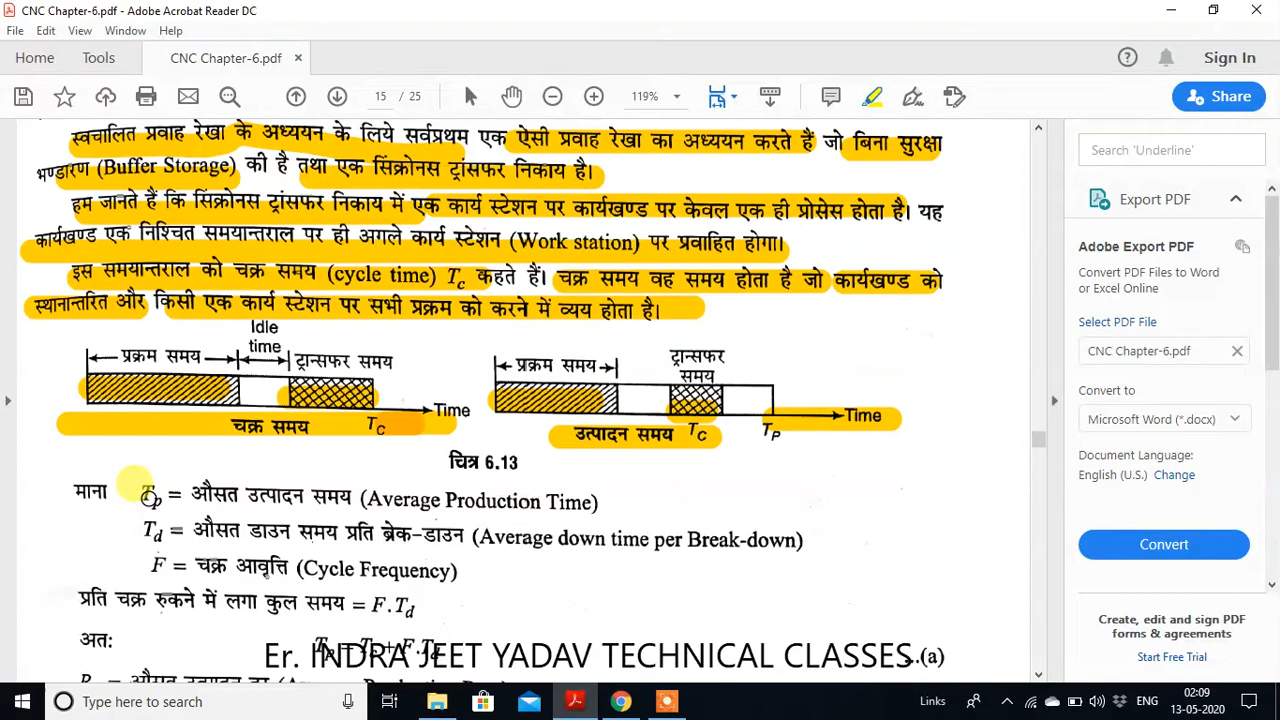 CNC Chapter-6.pdf - Adobe Acrobat Reader DC
File Edit View Window Help
Home Tools CNC Chapter-6.pdf × Sign In
15 / 25 119% Share
स्वचालित प्रवाह रेखा के अध्ययन के लिये सर्वप्रथम एक ऐसी प्रवाह रेखा का अध्ययन करते हैं जो बिना सुरक्षा
भण्डारण (Buffer Storage) की है तथा एक सिंक्रोनस ट्रांसफर निकाय है।
हम जानते हैं कि सिंक्रोनस ट्रांसफर निकाय में एक कार्य स्टेशन पर कार्यखण्ड पर केवल एक ही प्रोसेस होता है। यह
कार्यखण्ड एक निश्चित समयान्तराल पर ही अगले कार्य स्टेशन (Work station) पर प्रवाहित होगा।
इस समयान्तराल को चक्र समय (cycle time) Tc कहते हैं। चक्र समय वह समय होता है जो कार्यखण्ड को
स्थानान्तरित और किसी एक कार्य स्टेशन पर सभी प्रक्रम को करने में व्यय होता है।
Idle
time
प्रक्रम समय ट्रान्सफर समय
Time
चक्र समय TC
प्रक्रम समय ट्रान्सफर
समय
Time
उत्पादन समय TC TP
चित्र 6.13
माना Tp = औसत उत्पादन समय (Average Production Time)
Td = औसत डाउन समय प्रति ब्रेक-डाउन (Average down time per Break-down)
F = चक्र आवृत्ति (Cycle Frequency)
प्रति चक्र रुकने में लगा कुल समय = F.Td
अत:
Er. INDRA JEET YADAV TECHNICAL CLASSES
...(a)
Search 'Underline'
Export PDF
Adobe Export PDF
Convert PDF Files to Word
or Excel Online
Select PDF File
CNC Chapter-6.pdf ×
Convert to
Microsoft Word (*.docx)
Document Language:
English (U.S.) Change
Convert
Create, edit and sign PDF
forms & agreements
Start Free Trial
Type here to search
Links ENG 02:09
13-05-2020